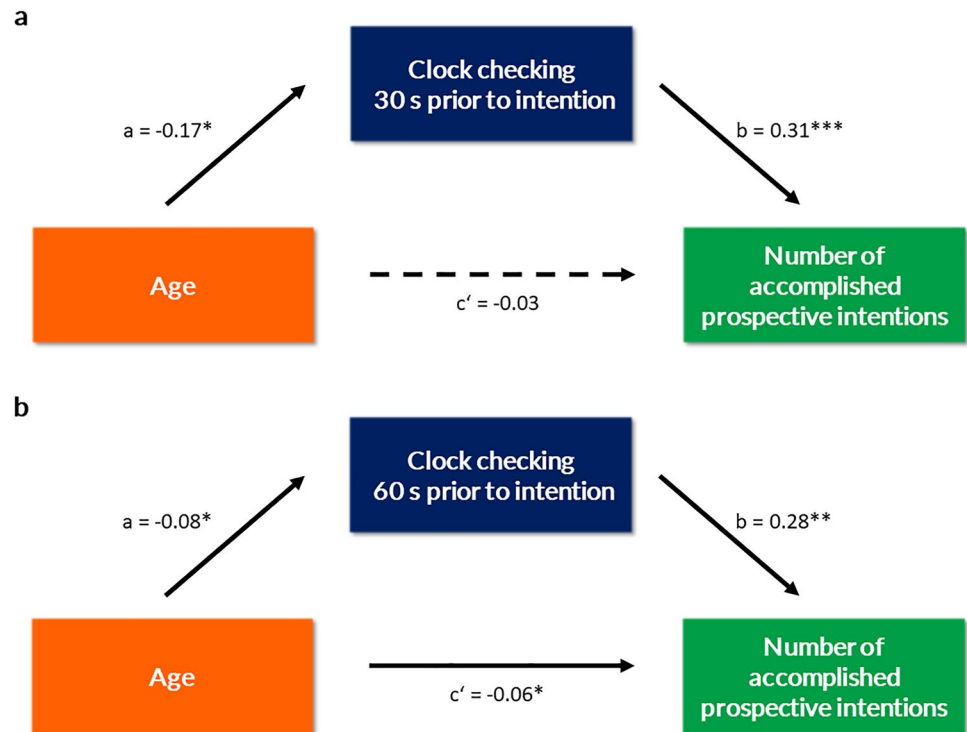 a
Clock checking
30 s prior to intention
a = -0.17*
b = 0.31***
Age
c‘ = -0.03
Number of
accomplished
prospective intentions
b
Clock checking
60 s prior to intention
a = -0.08*
b = 0.28**
Age
c‘ = -0.06*
Number of
accomplished
prospective intentions